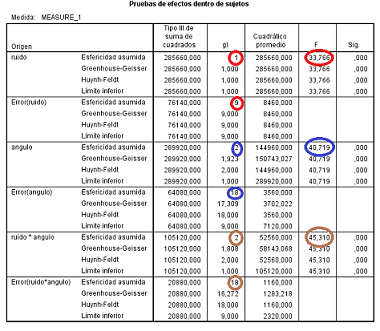 Pruebas de efectos dentro de sujetos
Medida: MEASURE_1
Origen Tipo III de suma de cuadrados gl Cuadrático promedio F Sig.
ruido Esfericidad asumida 285660,000 1 285660,000 33,766 ,000
Greenhouse-Geisser 285660,000 1,000 285660,000 33,766 ,000
Huynh-Feldt 285660,000 1,000 285660,000 33,766 ,000
Límite inferior 285660,000 1,000 285660,000 33,766 ,000
Error(ruido) Esfericidad asumida 76140,000 9 8460,000
Greenhouse-Geisser 76140,000 9,000 8460,000
Huynh-Feldt 76140,000 9,000 8460,000
Límite inferior 76140,000 9,000 8460,000
angulo Esfericidad asumida 289920,000 2 144960,000 40,719 ,000
Greenhouse-Geisser 289920,000 1,923 150743,027 40,719 ,000
Huynh-Feldt 289920,000 2,000 144960,000 40,719 ,000
Límite inferior 289920,000 1,000 289920,000 40,719 ,000
Error(angulo) Esfericidad asumida 64080,000 18 3560,000
Greenhouse-Geisser 64080,000 17,309 3702,022
Huynh-Feldt 64080,000 18,000 3560,000
Límite inferior 64080,000 9,000 7120,000
ruido * angulo Esfericidad asumida 105120,000 2 52560,000 45,310 ,000
Greenhouse-Geisser 105120,000 1,808 58143,068 45,310 ,000
Huynh-Feldt 105120,000 2,000 52560,000 45,310 ,000
Límite inferior 105120,000 1,000 105120,000 45,310 ,000
Error(ruido*angulo) Esfericidad asumida 20880,000 18 1160,000
Greenhouse-Geisser 20880,000 16,272 1283,218
Huynh-Feldt 20880,000 18,000 1160,000
Límite inferior 20880,000 9,000 2320,000